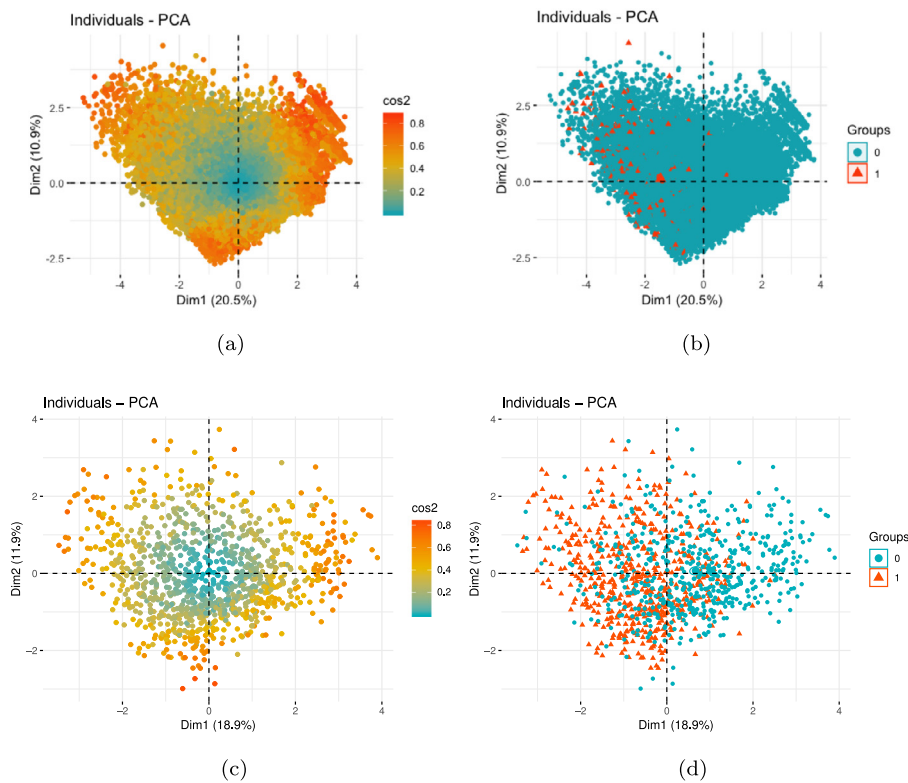 Individuals - PCA
2.5
0.0
-2.5
-4
-2
0
2
4
Dim2 (10.9%)
Dim1 (20.5%)
cos2
0.8
0.6
0.4
0.2
(a)
Individuals - PCA
2.5
0.0
-2.5
-4
-2
0
2
4
Dim2 (10.9%)
Dim1 (20.5%)
Groups
0
1
(b)
Individuals – PCA
4
2
0
−2
−2
0
2
4
Dim2 (11.9%)
Dim1 (18.9%)
cos2
0.8
0.6
0.4
0.2
(c)
Individuals – PCA
4
2
0
−2
−2
0
2
4
Dim2 (11.9%)
Dim1 (18.9%)
Groups
0
1
(d)